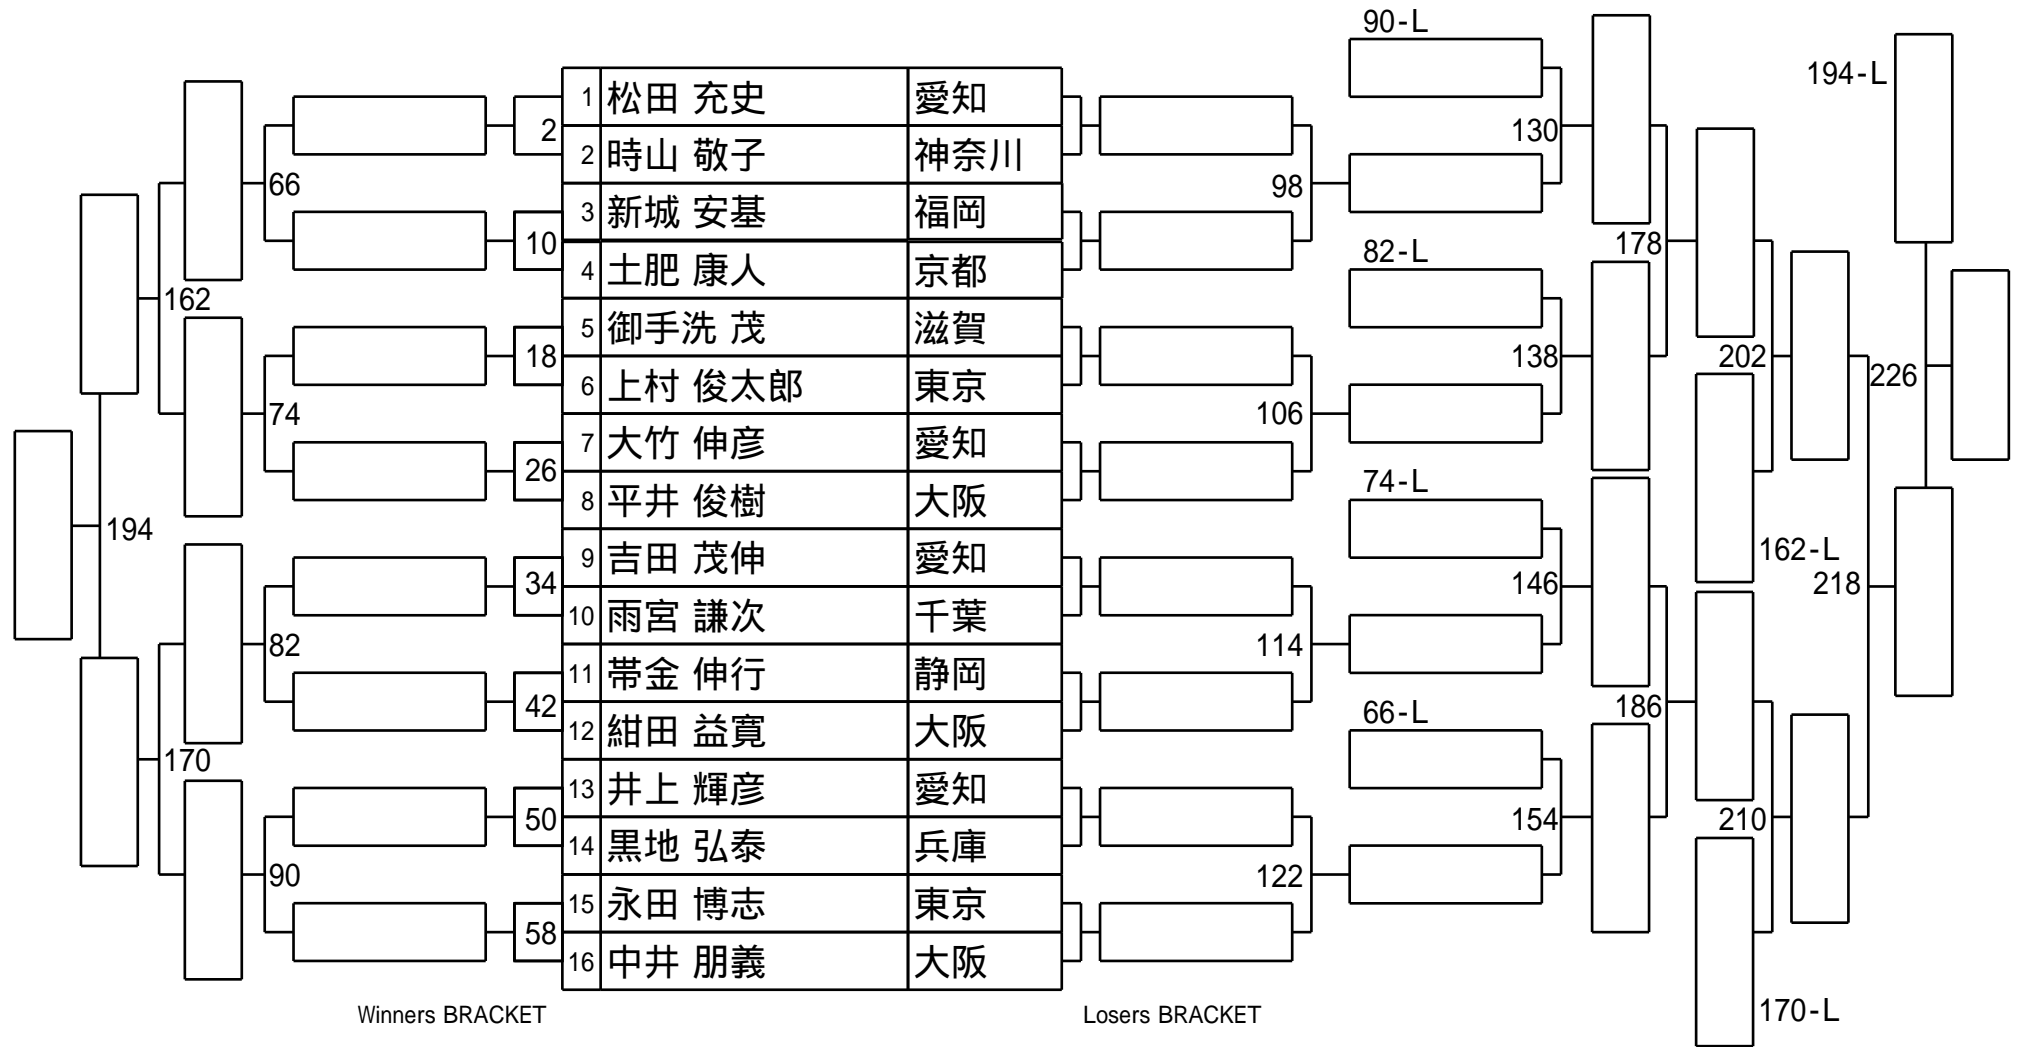 90-L
194-L
1 松田 充史 愛知
2 130
2 時山 敬子 神奈川
66 98
3 新城 安基 福岡
10 82-L 178
4 土肥 康人 京都
162
5 御手洗 茂 滋賀
18 138 202
6 上村 俊太郎 東京 226
74 106
7 大竹 伸彦 愛知
26 74-L
8 平井 俊樹 大阪
194
9 吉田 茂伸 愛知 162-L
34 146 218
10 雨宮 謙次 千葉
82 114
11 帯金 伸行 静岡
42 66-L 186
12 紺田 益寛 大阪
170
13 井上 輝彦 愛知
50 154 210
14 黒地 弘泰 兵庫
90 122
15 永田 博志 東京
58
16 中井 朋義 大阪
Winners BRACKET Losers BRACKET 170-L